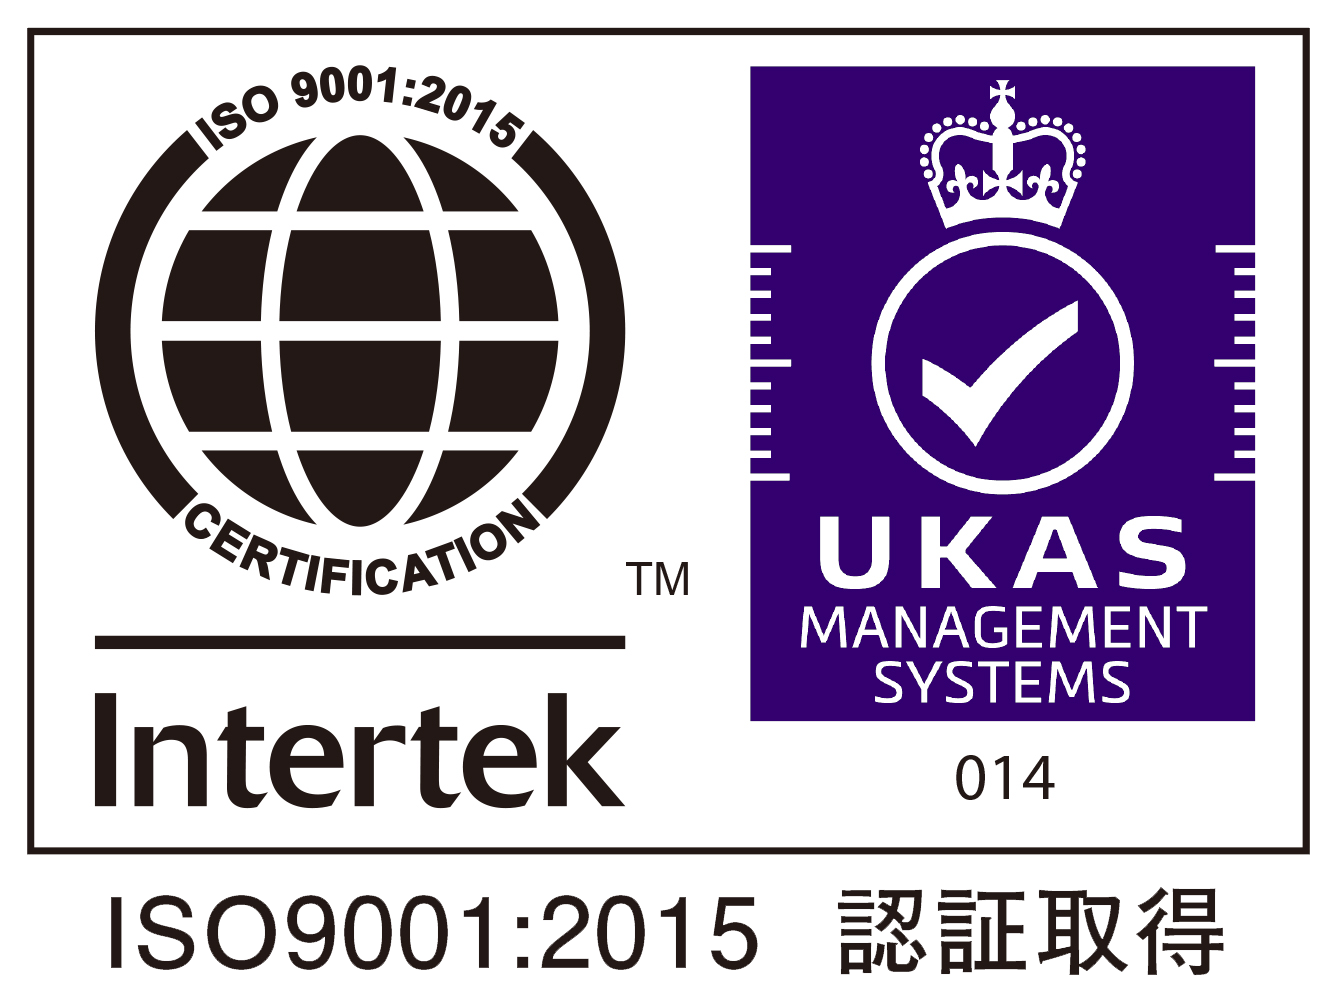 ISO 9001:2015
CERTIFICATION
TM
Intertek
UKAS
MANAGEMENT
SYSTEMS
014
ISO9001:2015 認証取得